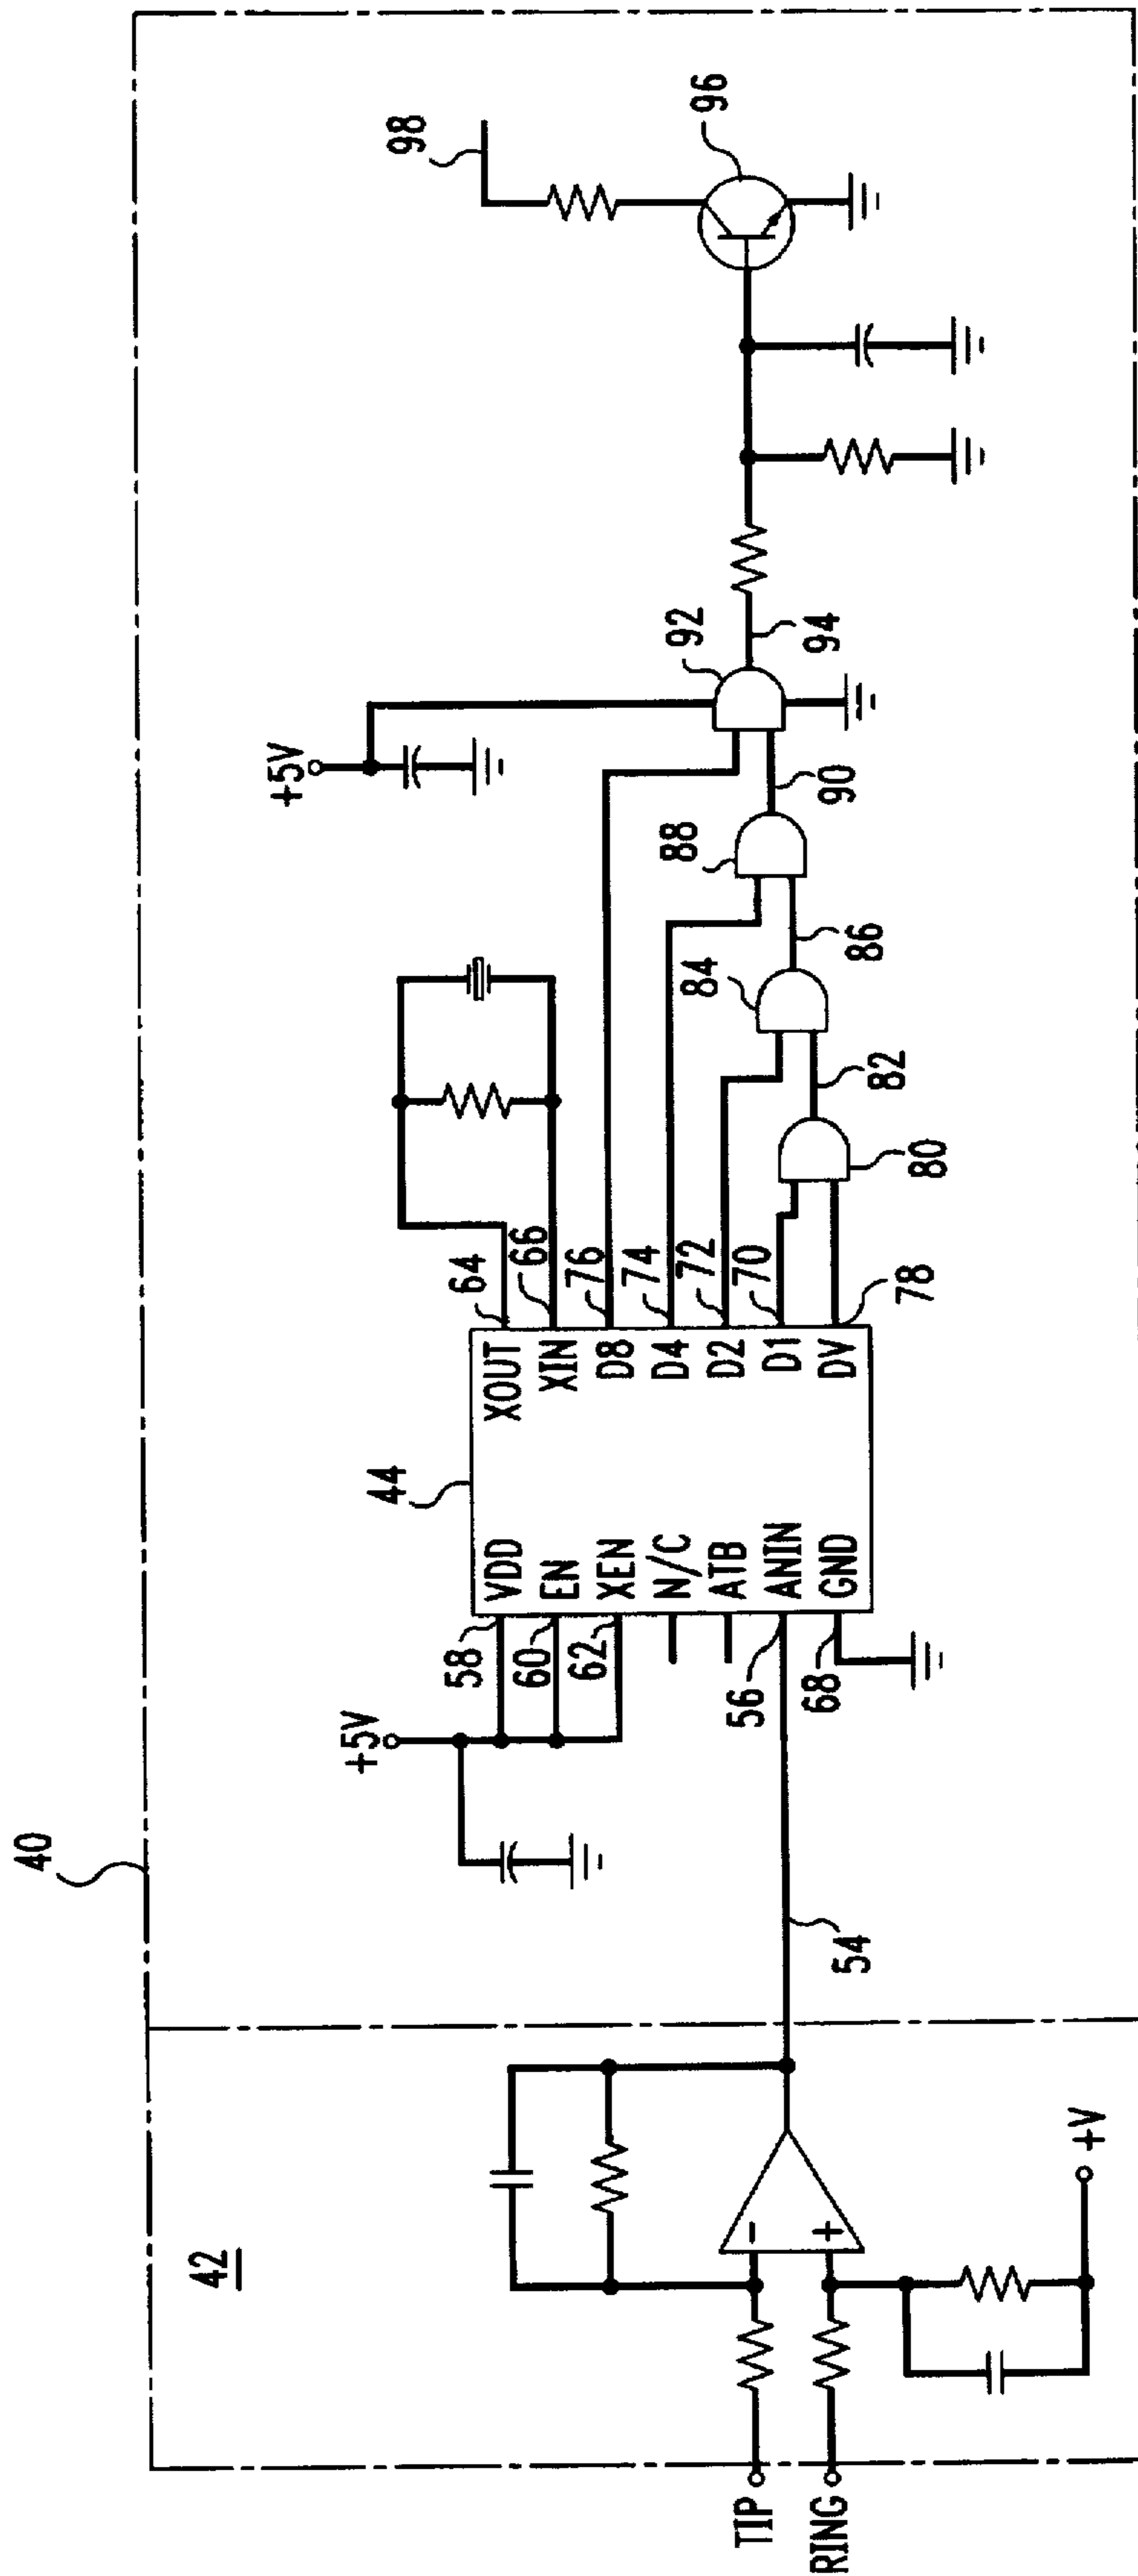 40
42
TIP
RING
+V
54
+5V
58
60
62
56
68
44
VDD
EN
XEN
N/C
ATB
ANIN
GND
XOUT
XIN
D8
D4
D2
D1
DV
64
66
76
74
72
70
78
80
82
84
86
88
90
+5V
92
94
96
98
-
+